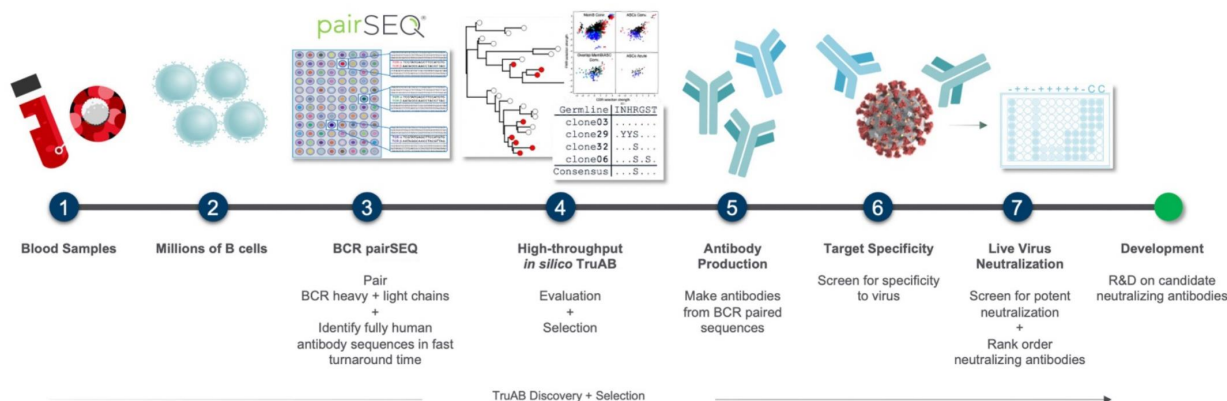 pairSEQ®
Germline INHRGST
clone03 .......
clone29 .YYS...
clone32 ...S...
clone06 ...S.S.
Consensus ...S...
-++-+++++-CC
1
2
3
4
5
6
7
Blood Samples
Millions of B cells
BCR pairSEQ
Pair
BCR heavy + light chains
+
Identify fully human
antibody sequences in fast
turnaround time
High-throughput
in silico TruAB
Evaluation
+
Selection
Antibody
Production
Make antibodies
from BCR paired
sequences
Target Specificity
Screen for specificity
to virus
Live Virus
Neutralization
Screen for potent
neutralization
+
Rank order
neutralizing antibodies
Development
R&D on candidate
neutralizing antibodies
TruAB Discovery + Selection